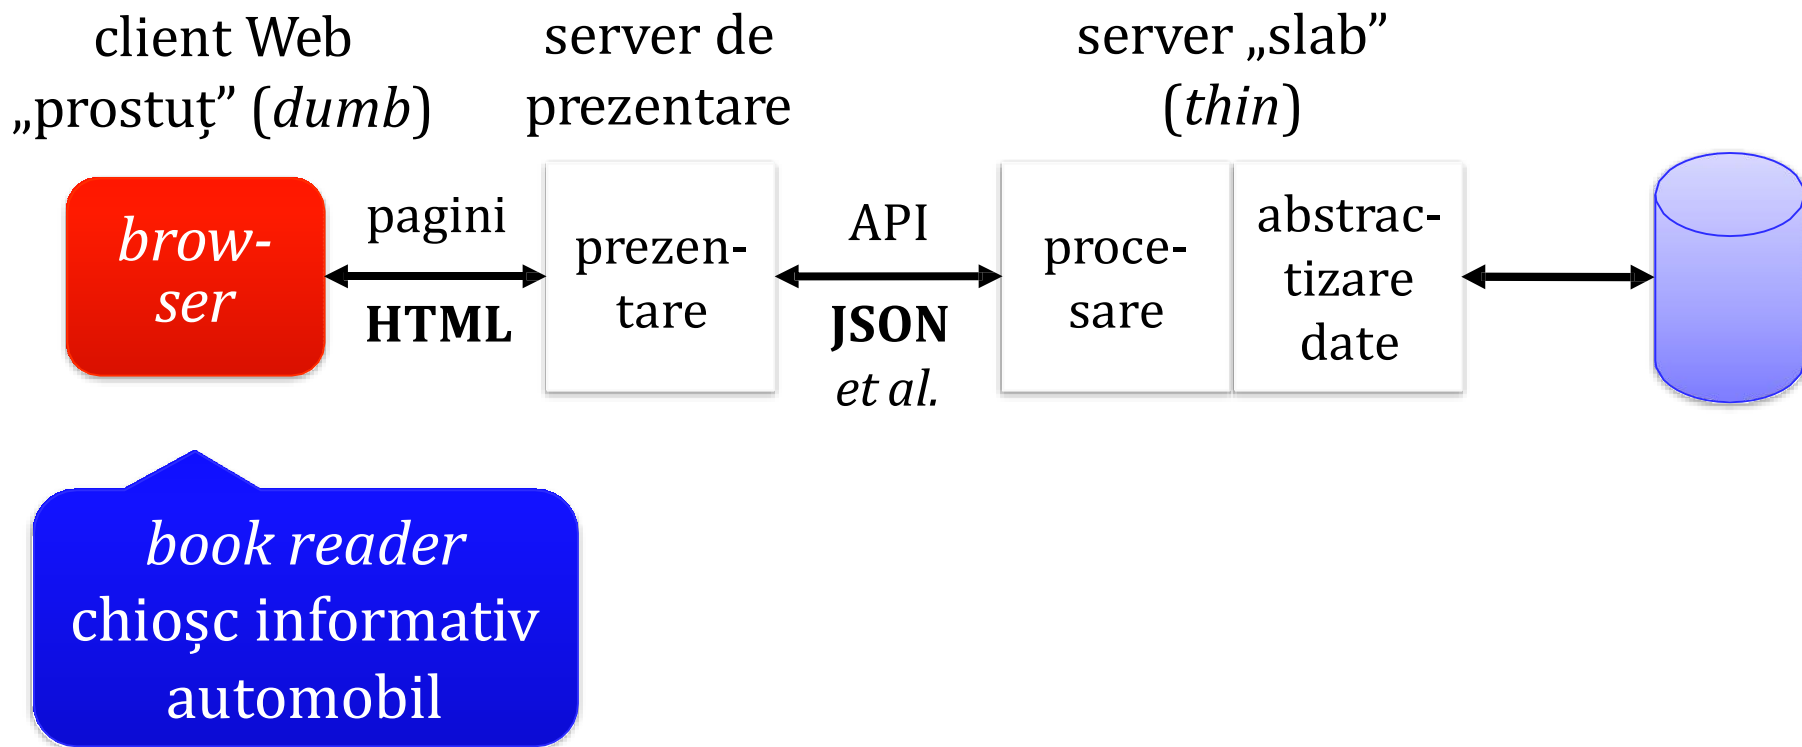 client Web
„prostuț” (dumb)
server de
prezentare
server „slab”
(thin)
brow-
ser
pagini
HTML
prezen-
tare
API
JSON
et al.
proce-
sare
abstrac-
tizare
date
book reader
chioșc informativ
automobil